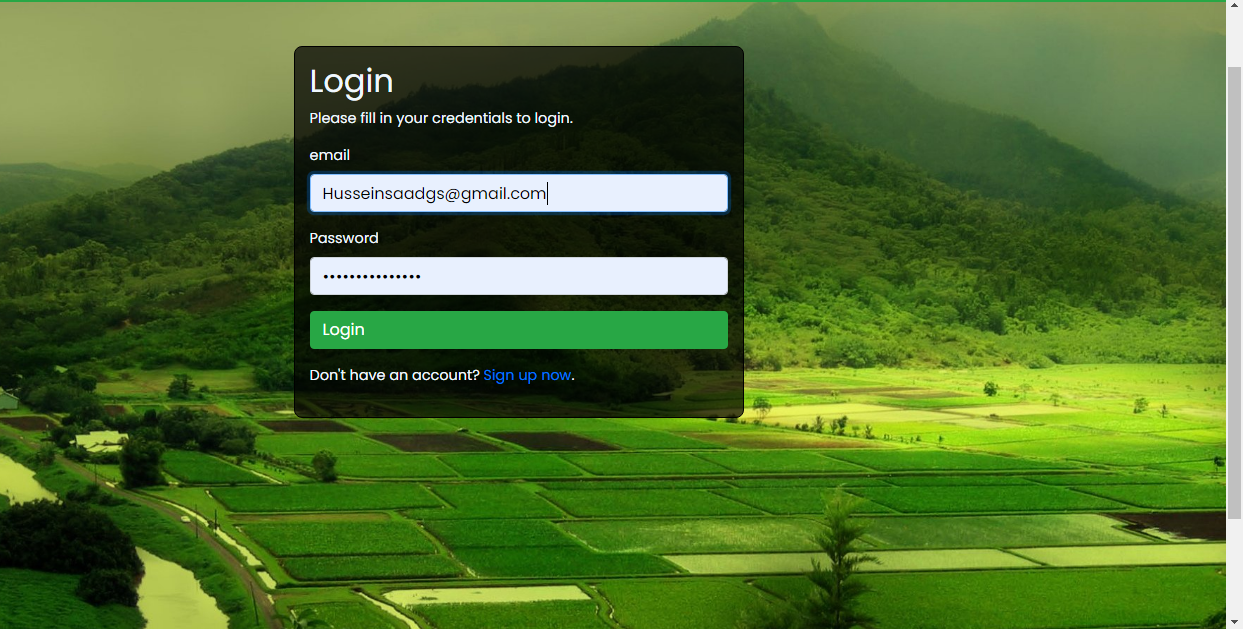 Login
Please fill in your credentials to login.
email
Husseinsaadgs@gmail.com
Password
•••••••••••••••
Login
Don't have an account? Sign up now.